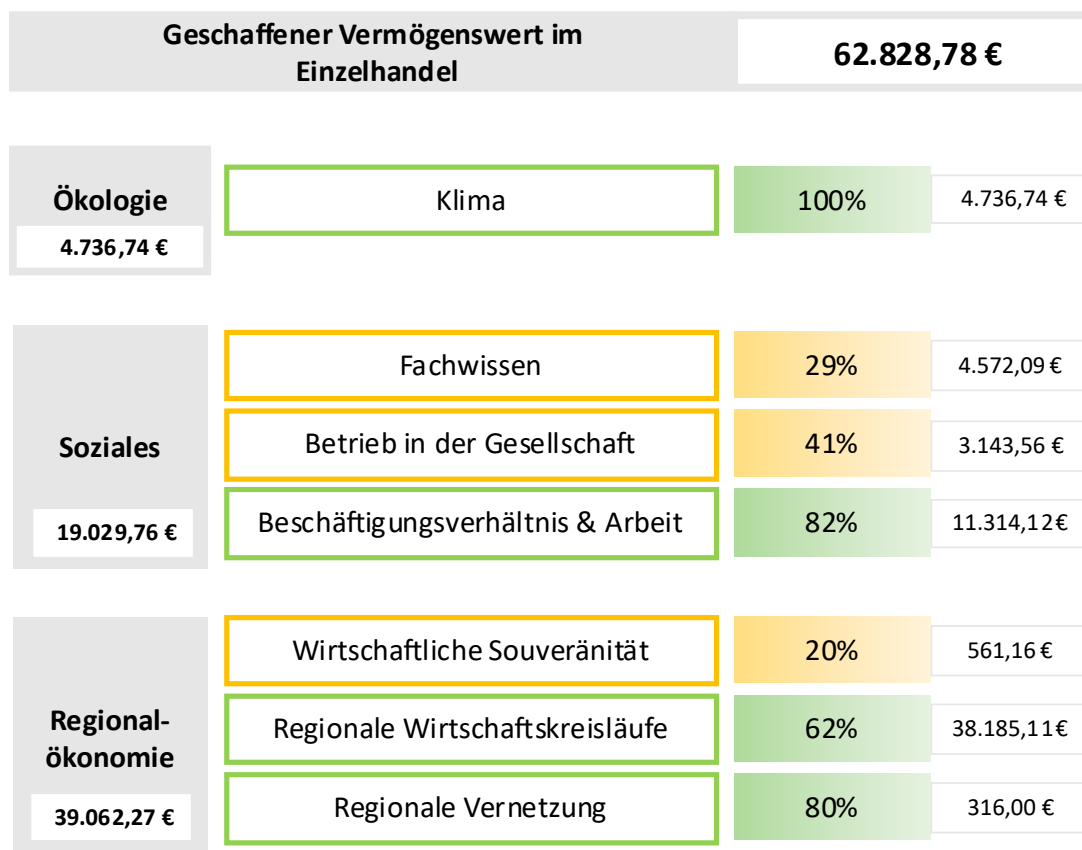 Geschaffener Vermögenswert im
Einzelhandel
62.828,78 €
Ökologie
4.736,74 €
Klima
100%
4.736,74 €
Soziales
19.029,76 €
Fachwissen
29%
4.572,09 €
Betrieb in der Gesellschaft
41%
3.143,56 €
Beschäftigungsverhältnis & Arbeit
82%
11.314,12€
Regional-
ökonomie
39.062,27 €
Wirtschaftliche Souveränität
20%
561,16 €
Regionale Wirtschaftskreisläufe
62%
38.185,11€
Regionale Vernetzung
80%
316,00 €